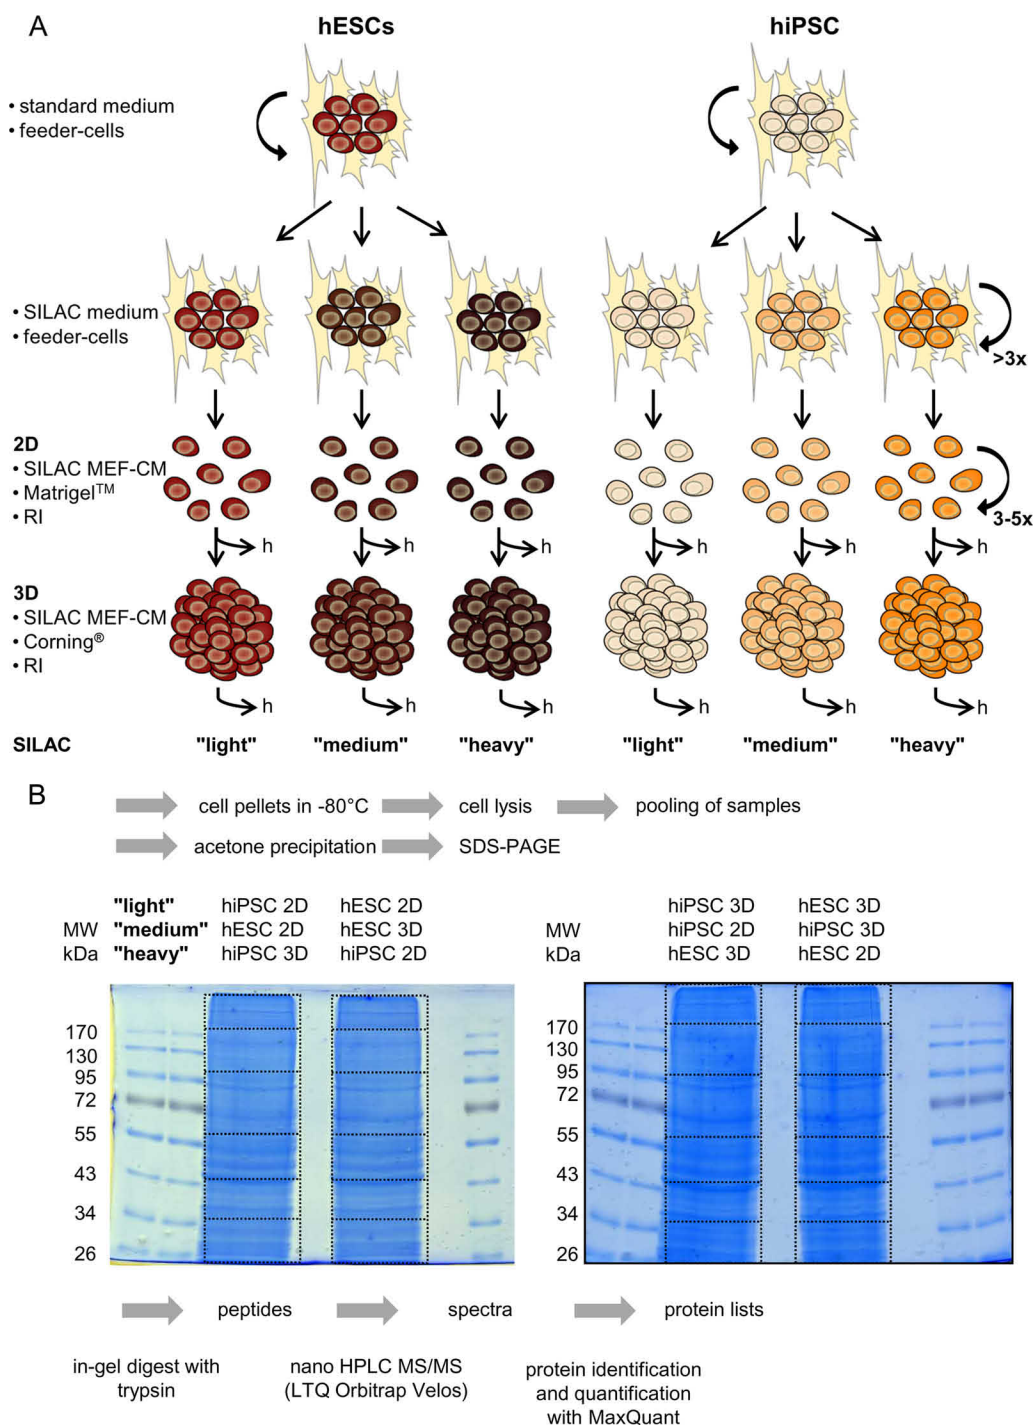 A
hESCs
hiPSC
• standard medium
• feeder-cells
• SILAC medium
• feeder-cells
>3x
2D
• SILAC MEF-CM
• Matrigel™
• RI
3-5x
h h h h h h
3D
• SILAC MEF-CM
• Corning®
• RI
h h h h h h
SILAC "light" "medium" "heavy" "light" "medium" "heavy"
B
cell pellets in -80°C cell lysis pooling of samples
acetone precipitation SDS-PAGE
"light" hiPSC 2D hESC 2D hiPSC 3D hESC 3D
MW "medium" hESC 2D hESC 3D MW hiPSC 2D hiPSC 3D
kDa "heavy" hiPSC 3D hiPSC 2D kDa hESC 3D hESC 2D
170 170
130 130
95 95
72 72
55 55
43 43
34 34
26 26
peptides spectra protein lists
in-gel digest with
trypsin
nano HPLC MS/MS
(LTQ Orbitrap Velos)
protein identification
and quantification
with MaxQuant